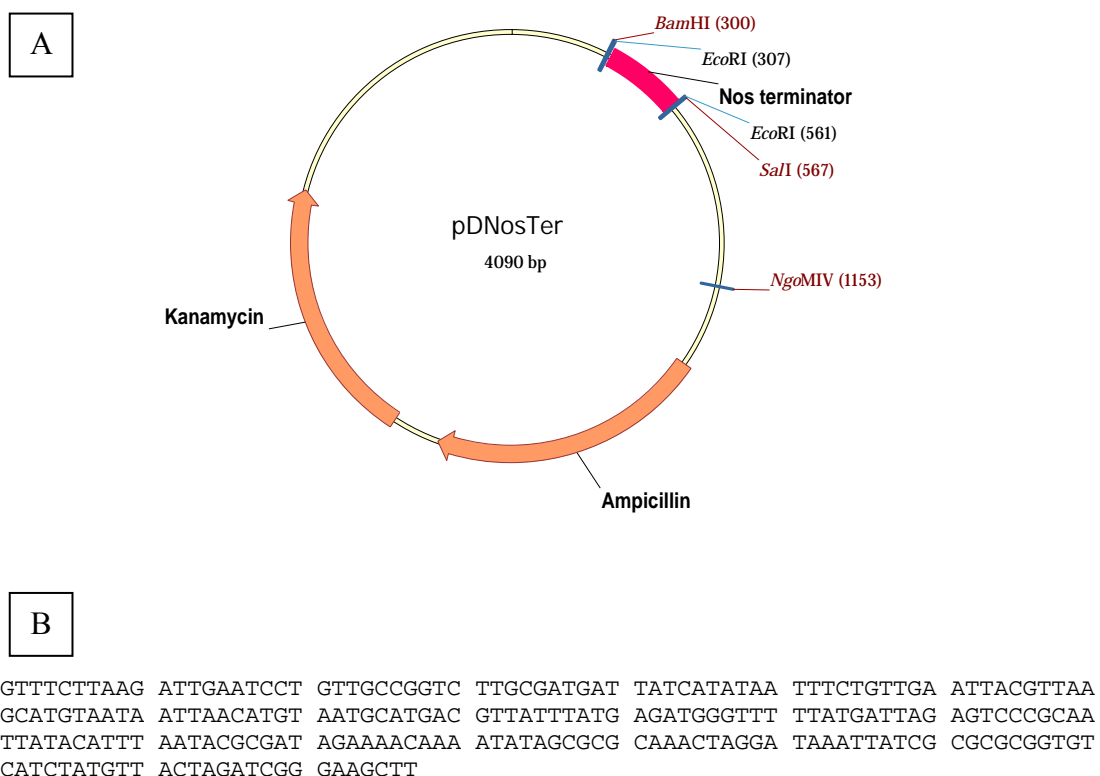 A
BamHI (300)
EcoRI (307)
Nos terminator
EcoRI (561)
SalI (567)
pDNosTer
4090 bp
NgoMIV (1153)
Kanamycin
Ampicillin
B
GTTTCTTAAG ATTGAATCCT GTTGCCGGTC TTGCGATGAT TATCATATAA TTTCTGTTGA ATTACGTTAA
GCATGTAATA ATTAACATGT AATGCATGAC GTTATTTATG AGATGGGTTT TTATGATTAG AGTCCCGCAA
TTATACATTT AATACGCGAT AGAAAACAAA ATATAGCGCG CAAACTAGGA TAAATTATCG CGCGCGGTGT
CATCTATGTT ACTAGATCGG GAAGCTT